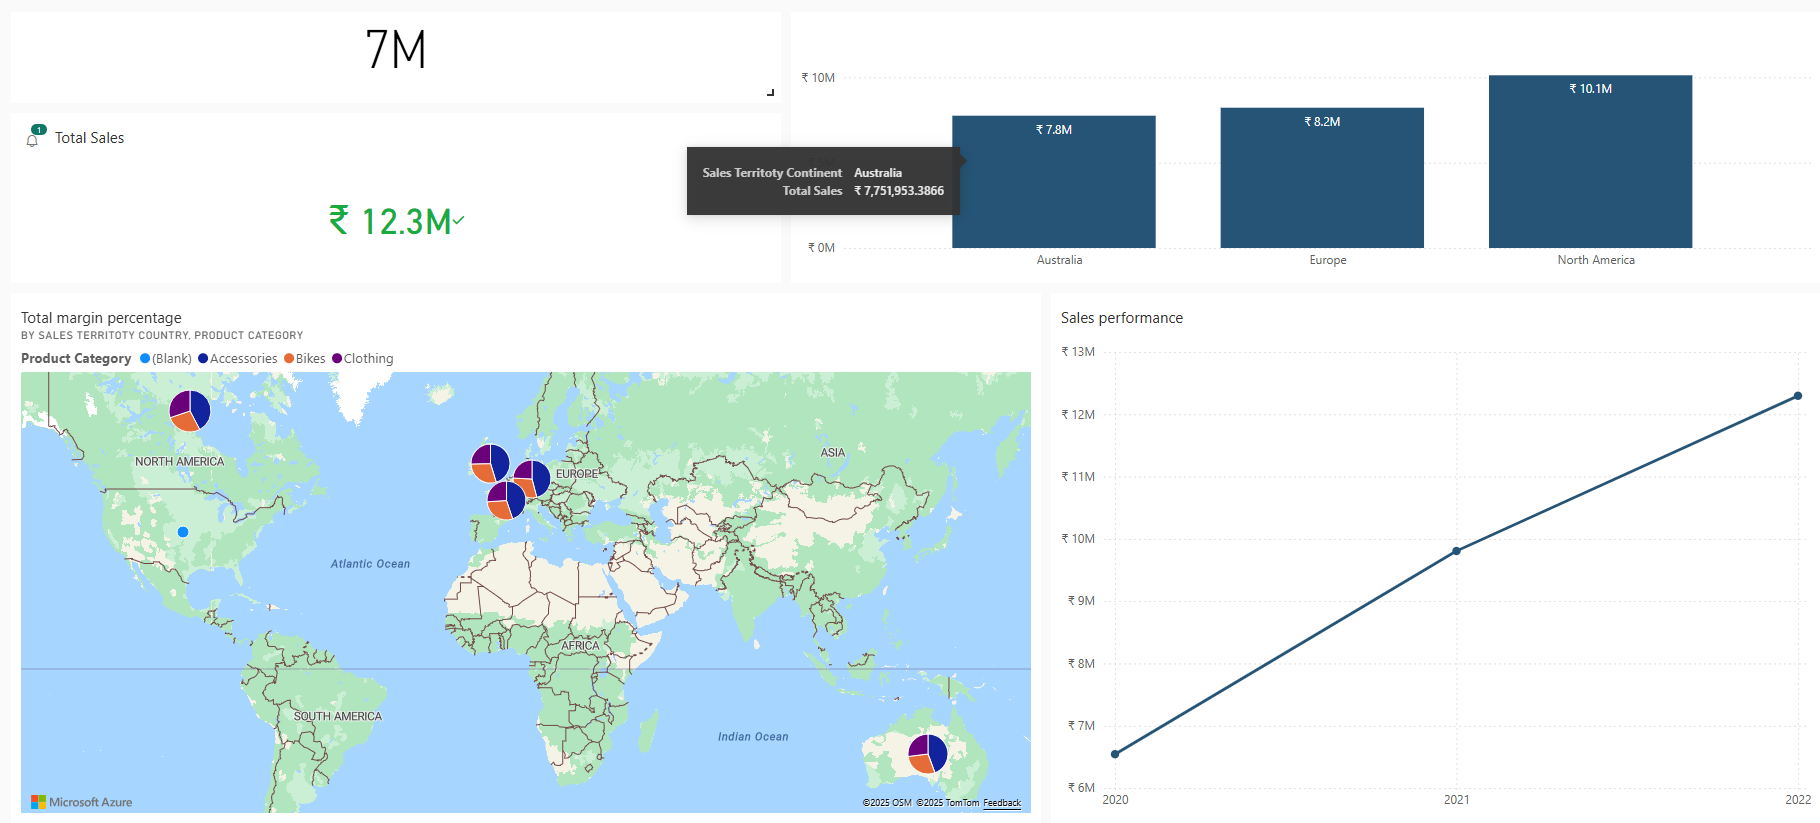 7M
1
Total Sales
₹ 12.3M
₹ 10M
₹ 0M
₹ 7.8M
₹ 8.2M
₹ 10.1M
Australia
Europe
North America
Sales Territoty Continent Australia
Total Sales ₹ 7,751,953.3866
Total margin percentage
BY SALES TERRITOTY COUNTRY, PRODUCT CATEGORY
Product Category (Blank) Accessories Bikes Clothing
NORTH AMERICA
EUROPE
ASIA
Atlantic Ocean
AFRICA
SOUTH AMERICA
Indian Ocean
Microsoft Azure
©2025 OSM ©2025 TomTom Feedback
Sales performance
₹ 13M
₹ 12M
₹ 11M
₹ 10M
₹ 9M
₹ 8M
₹ 7M
₹ 6M
2020
2021
2022